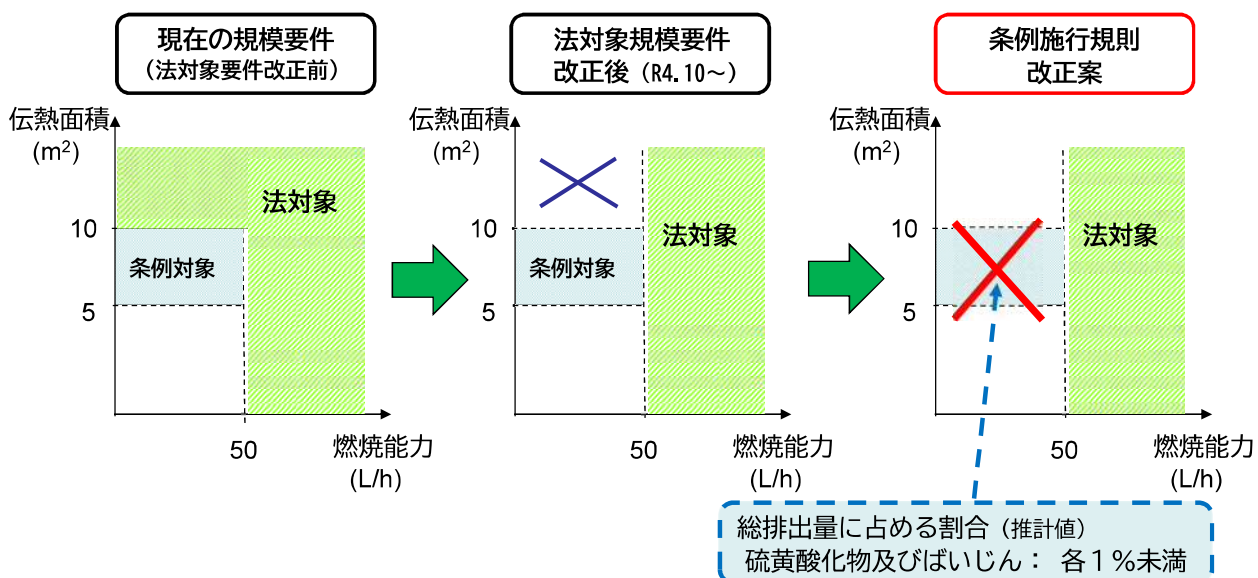 現在の規模要件
（法対象要件改正前）
伝熱面積
(m²)
10
5
法対象
条例対象
50
燃焼能力
(L/h)
法対象規模要件
改正後（R4.10～）
伝熱面積
(m²)
10
5
法対象
条例対象
50
燃焼能力
(L/h)
条例施行規則
改正案
伝熱面積
(m²)
10
5
法対象
50
燃焼能力
(L/h)
総排出量に占める割合（推計値）
硫黄酸化物及びばいじん： 各１％未満